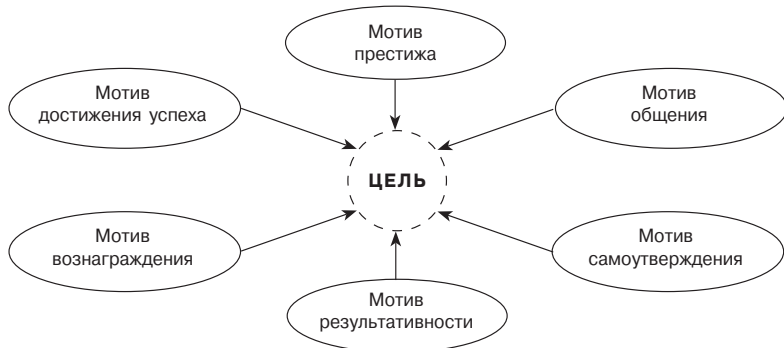 Мотив
престижа
Мотив
достижения успеха
Мотив
общения
ЦЕЛЬ
Мотив
вознаграждения
Мотив
самоутверждения
Мотив
результативности